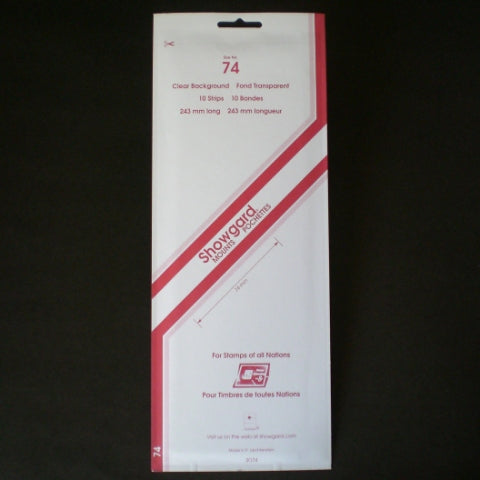 Size No.
74
Clear Background Fond Transparent
10 Strips 10 Bandes
243 mm long 243 mm longueur
Showgard
MOUNTS POCHETTES
74 mm
For Stamps of all Nations
Pour Timbres de toutes Nations
Visit us on the web at showgard.com
74